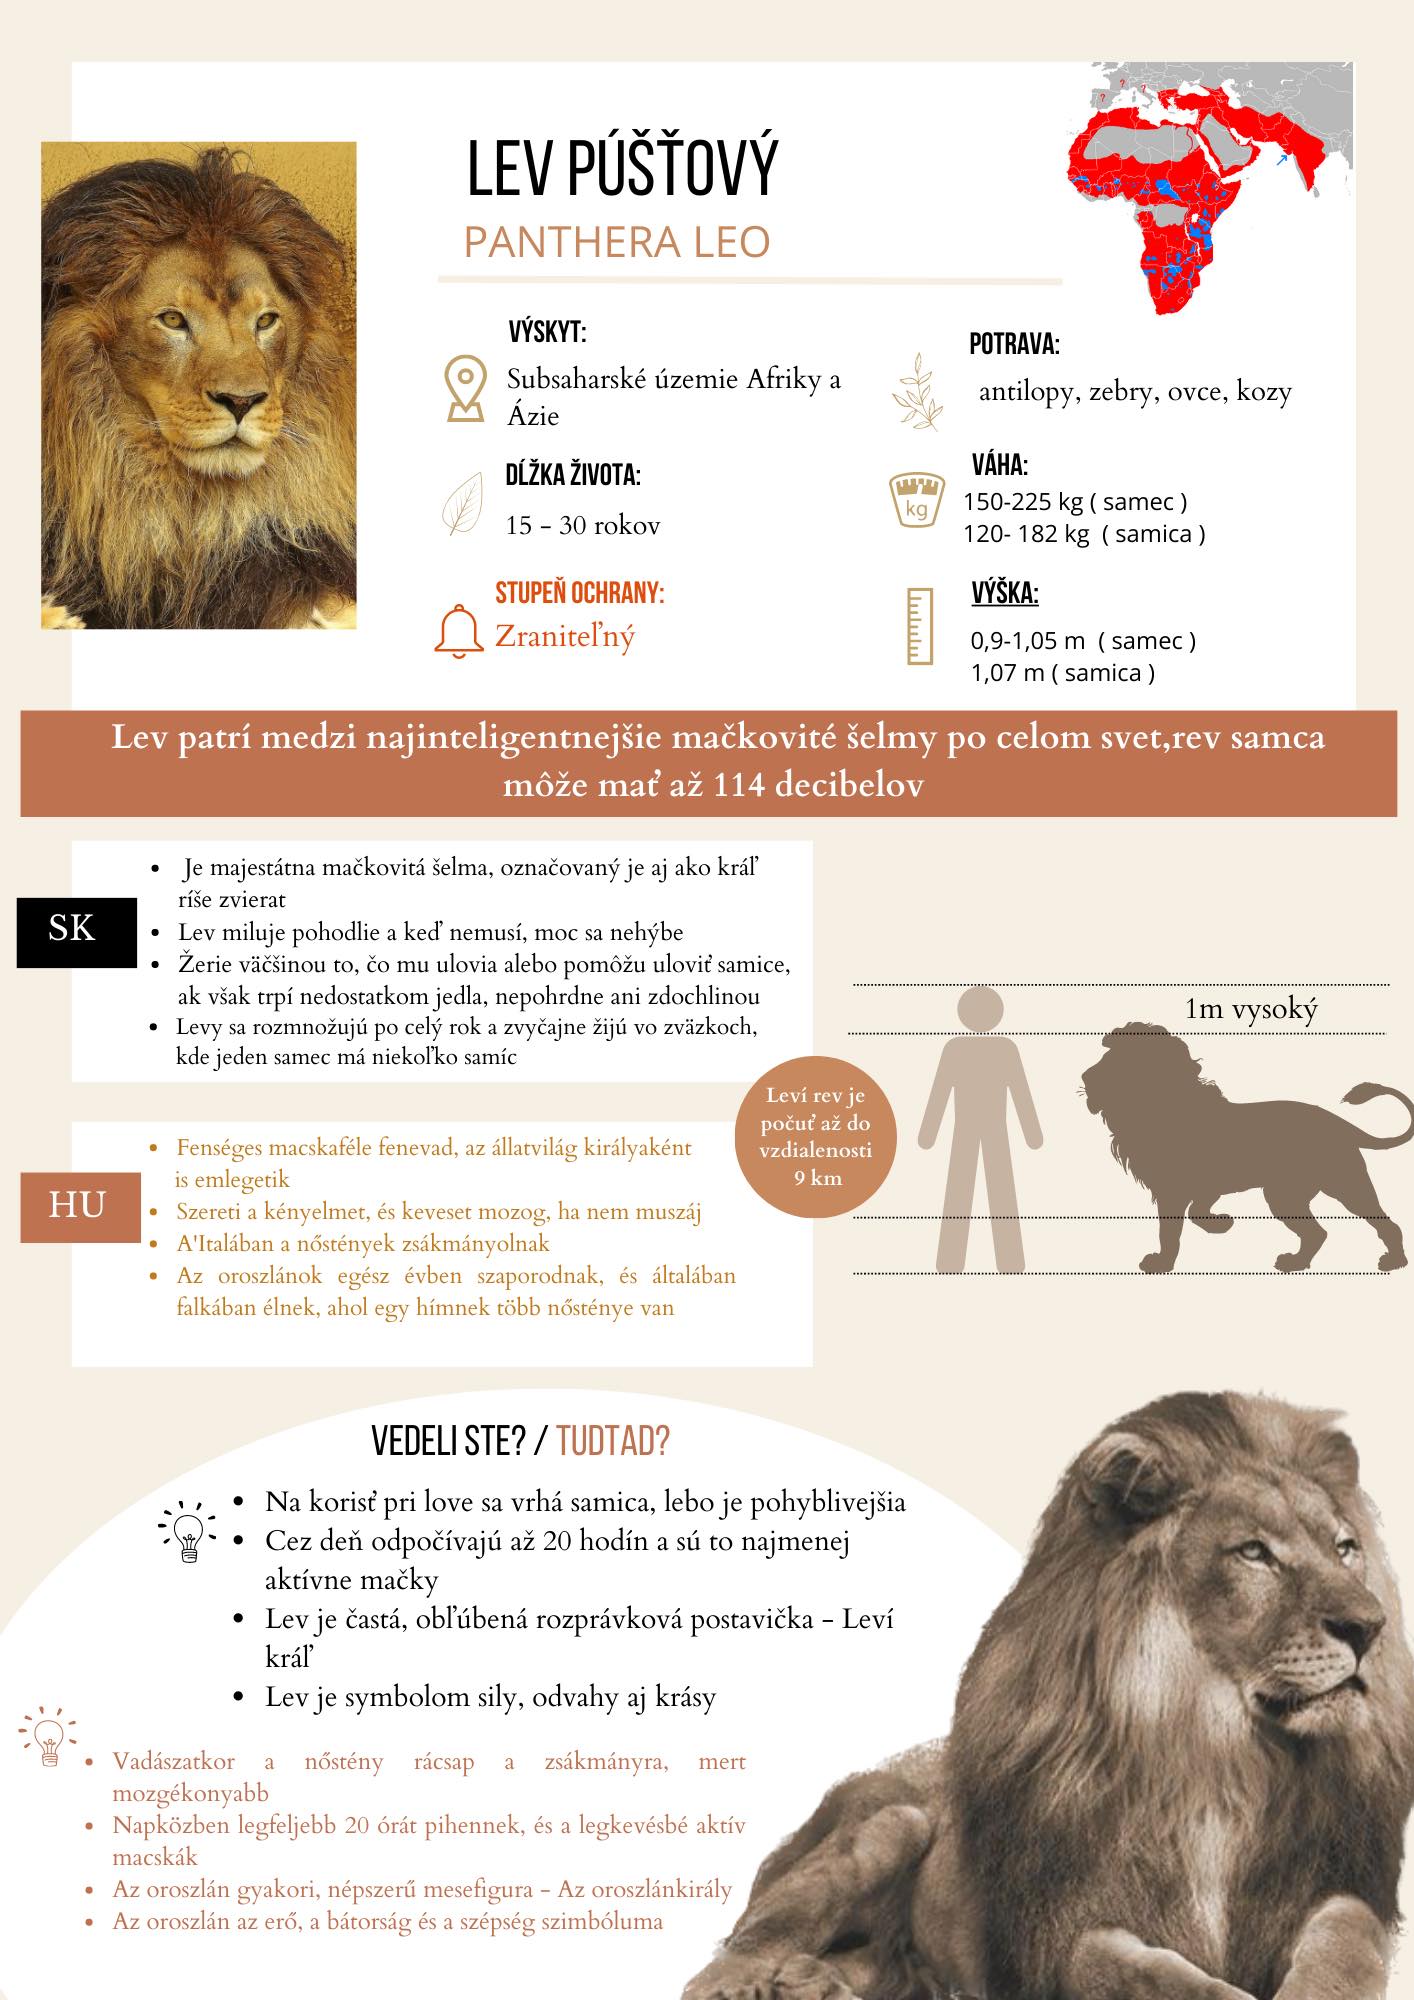 LEV PÚŠŤOVÝ
PANTHERA LEO
? ? ? ?
VÝSKYT:
Subsaharské územie Afriky a
Ázie
DĹŽKA ŽIVOTA:
15 - 30 rokov
STUPEŇ OCHRANY:
Zraniteľný
POTRAVA:
antilopy, zebry, ovce, kozy
VÁHA:
kg
150-225 kg ( samec )
120- 182 kg ( samica )
VÝŠKA:
0,9-1,05 m ( samec )
1,07 m ( samica )
Lev patrí medzi najinteligentnejšie mačkovité šelmy po celom svet,rev samca
môže mať až 114 decibelov
SK
• Je majestátna mačkovitá šelma, označovaný je aj ako kráľ
ríše zvierat
• Lev miluje pohodlie a keď nemusí, moc sa nehýbe
• Žerie väčšinou to, čo mu ulovia alebo pomôžu uloviť samice,
ak však trpí nedostatkom jedla, nepohrdne ani zdochlinou
• Levy sa rozmnožujú po celý rok a zvyčajne žijú vo zväzkoch,
kde jeden samec má niekoľko samíc
HU
• Fenséges macskaféle fenevad, az állatvilág királyaként
is emlegetik
• Szereti a kényelmet, és keveset mozog, ha nem muszáj
• A'Italában a nőstények zsákmányolnak
• Az oroszlánok egész évben szaporodnak, és általában
falkában élnek, ahol egy hímnek több nősténye van
1m vysoký
Leví rev je
počuť až do
vzdialenosti
9 km
VEDELI STE? / TUDTAD?
• Na korisť pri love sa vrhá samica, lebo je pohyblivejšia
• Cez deň odpočívajú až 20 hodín a sú to najmenej
aktívne mačky
• Lev je častá, obľúbená rozprávková postavička - Leví
kráľ
• Lev je symbolom sily, odvahy aj krásy
• Vadászatkor a nőstény rácsap a zsákmányra, mert
mozgékonyabb
• Napközben legfeljebb 20 órát pihennek, és a legkevésbé aktív
macskák
• Az oroszlán gyakori, népszerű mesefigura - Az oroszlánkirály
• Az oroszlán az erő, a bátorság és a szépség szimbóluma